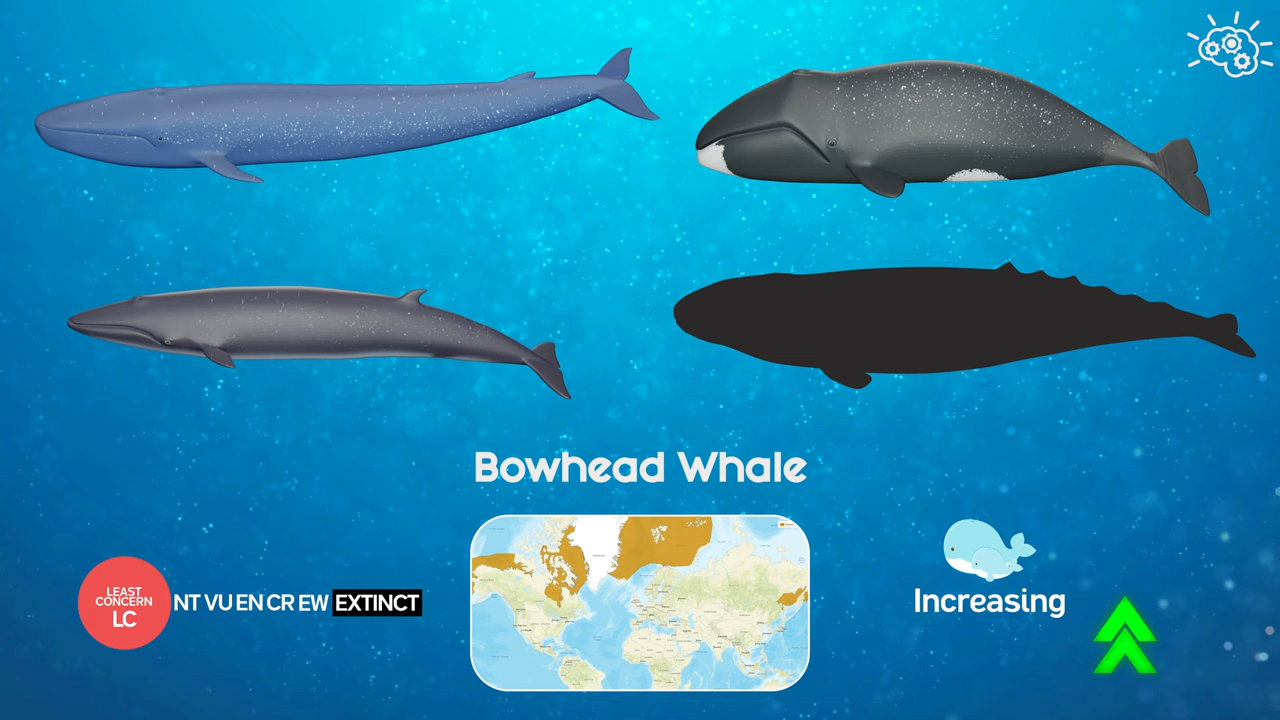 Bowhead Whale
LEAST
CONCERN
LC
NT VU EN CR EW EXTINCT
Increasing